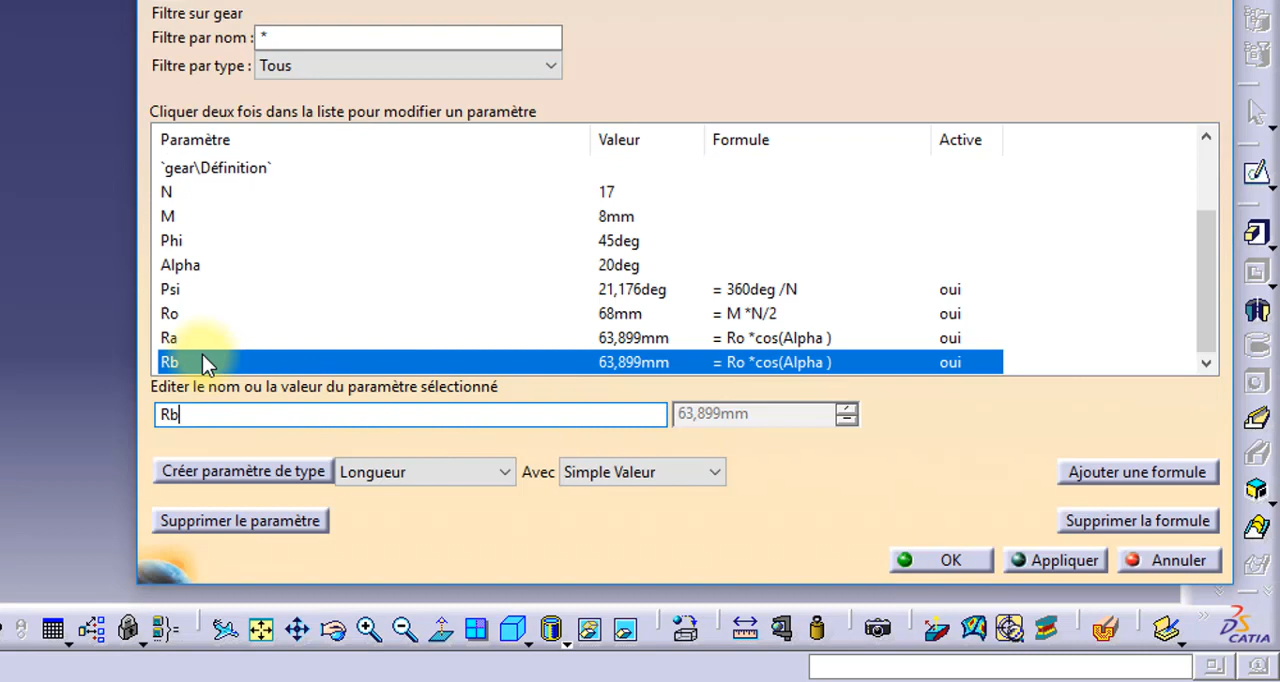 Filtre sur gear
Filtre par nom : *
Filtre par type : Tous
Cliquer deux fois dans la liste pour modifier un paramètre
Paramètre Valeur Formule Active
`gear\Définition`
N 17
M 8mm
Phi 45deg
Alpha 20deg
Psi 21,176deg = 360deg /N oui
Ro 68mm = M *N/2 oui
Ra 63,899mm = Ro *cos(Alpha ) oui
Rb 63,899mm = Ro *cos(Alpha ) oui
Editer le nom ou la valeur du paramètre sélectionné
Rb 63,899mm
Créer paramètre de type Longueur Avec Simple Valeur Ajouter une formule
Supprimer le paramètre Supprimer la formule
OK Appliquer Annuler
CATIA